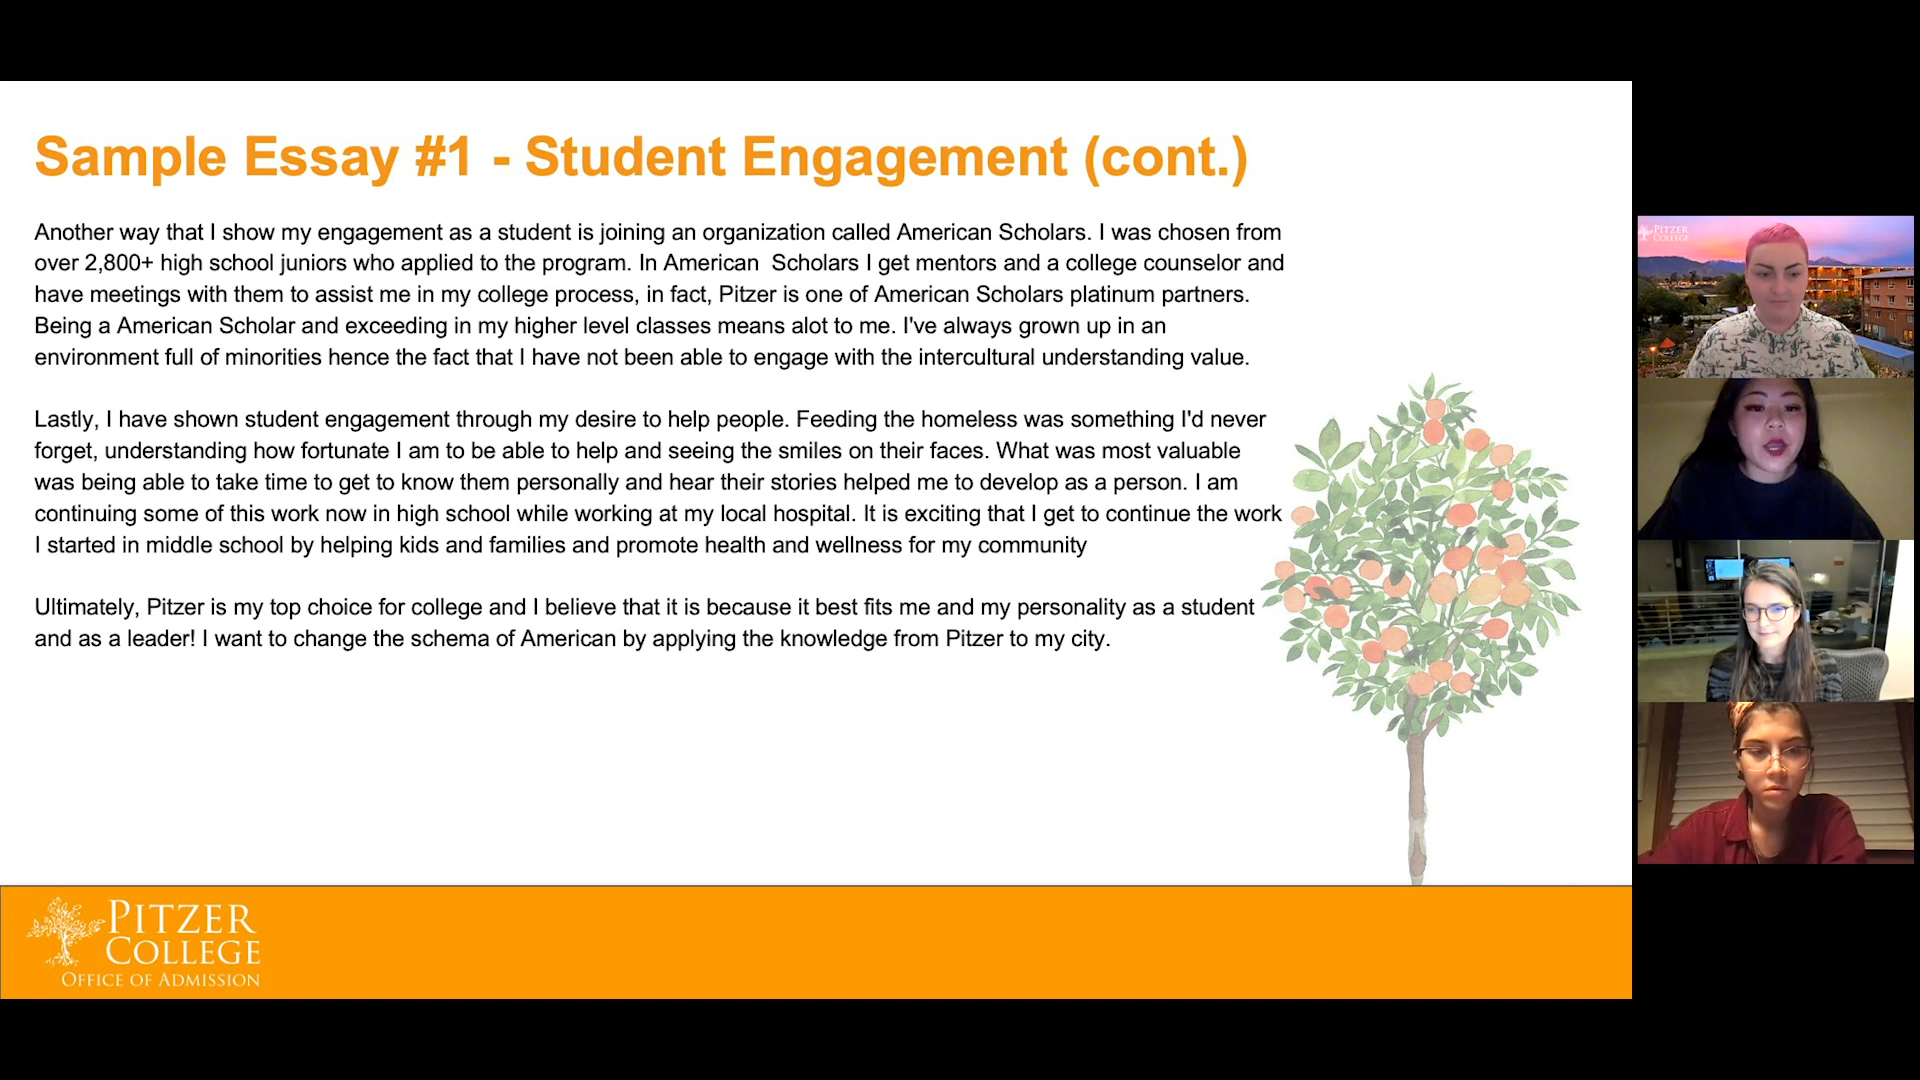 Sample Essay #1 - Student Engagement (cont.)
Another way that I show my engagement as a student is joining an organization called American Scholars. I was chosen from
over 2,800+ high school juniors who applied to the program. In American  Scholars I get mentors and a college counselor and
have meetings with them to assist me in my college process, in fact, Pitzer is one of American Scholars platinum partners.
Being a American Scholar and exceeding in my higher level classes means alot to me. I've always grown up in an
environment full of minorities hence the fact that I have not been able to engage with the intercultural understanding value.
Lastly, I have shown student engagement through my desire to help people. Feeding the homeless was something I'd never
forget, understanding how fortunate I am to be able to help and seeing the smiles on their faces. What was most valuable
was being able to take time to get to know them personally and hear their stories helped me to develop as a person. I am
continuing some of this work now in high school while working at my local hospital. It is exciting that I get to continue the work
I started in middle school by helping kids and families and promote health and wellness for my community
Ultimately, Pitzer is my top choice for college and I believe that it is because it best fits me and my personality as a student
and as a leader! I want to change the schema of American by applying the knowledge from Pitzer to my city.
PITZER
COLLEGE
OFFICE OF ADMISSION
PITZER
COLLEGE